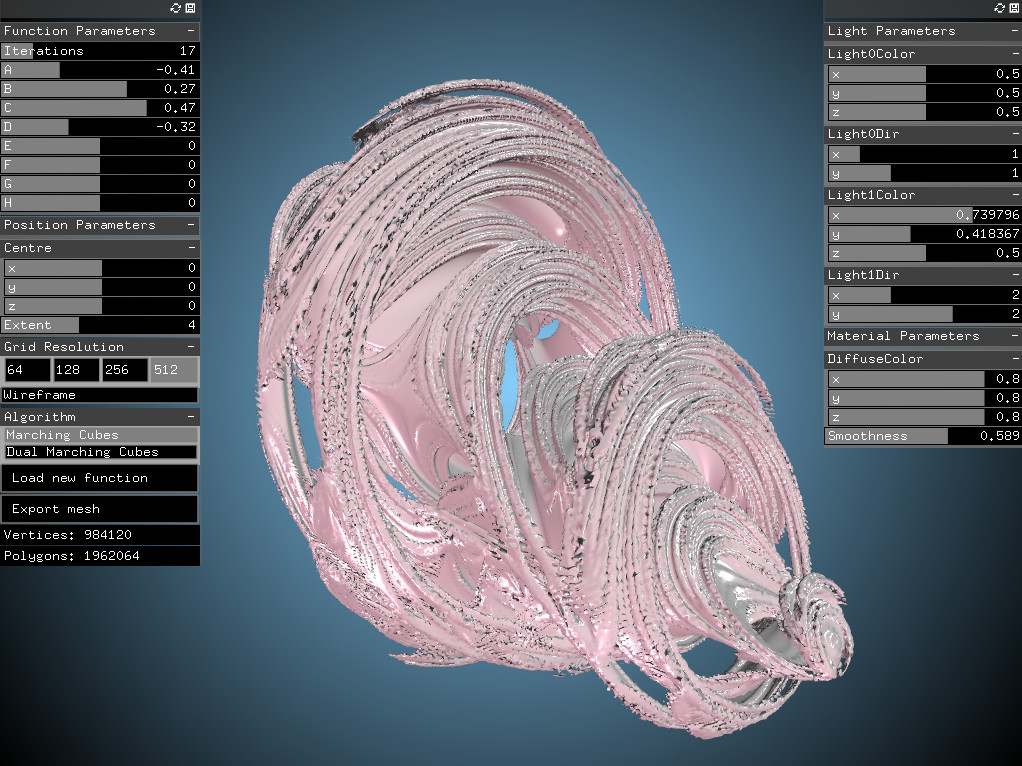 Function Parameters −
Iterations 17
A −0.41
B 0.27
C 0.47
D −0.32
E 0
F 0
G 0
H 0
Position Parameters −
Centre −
x 0
y 0
z 0
Extent 4
Grid Resolution −
64 128 256 512
Wireframe
Algorithm −
Marching Cubes
Dual Marching Cubes
Load new function
Export mesh
Vertices: 984120
Polygons: 1962064
Light Parameters −
Light0Color −
x 0.5
y 0.5
z 0.5
Light0Dir −
x 1
y 1
Light1Color −
x 0.739796
y 0.418367
z 0.5
Light1Dir −
x 2
y 2
Material Parameters −
DiffuseColor −
x 0.8
y 0.8
z 0.8
Smoothness 0.589